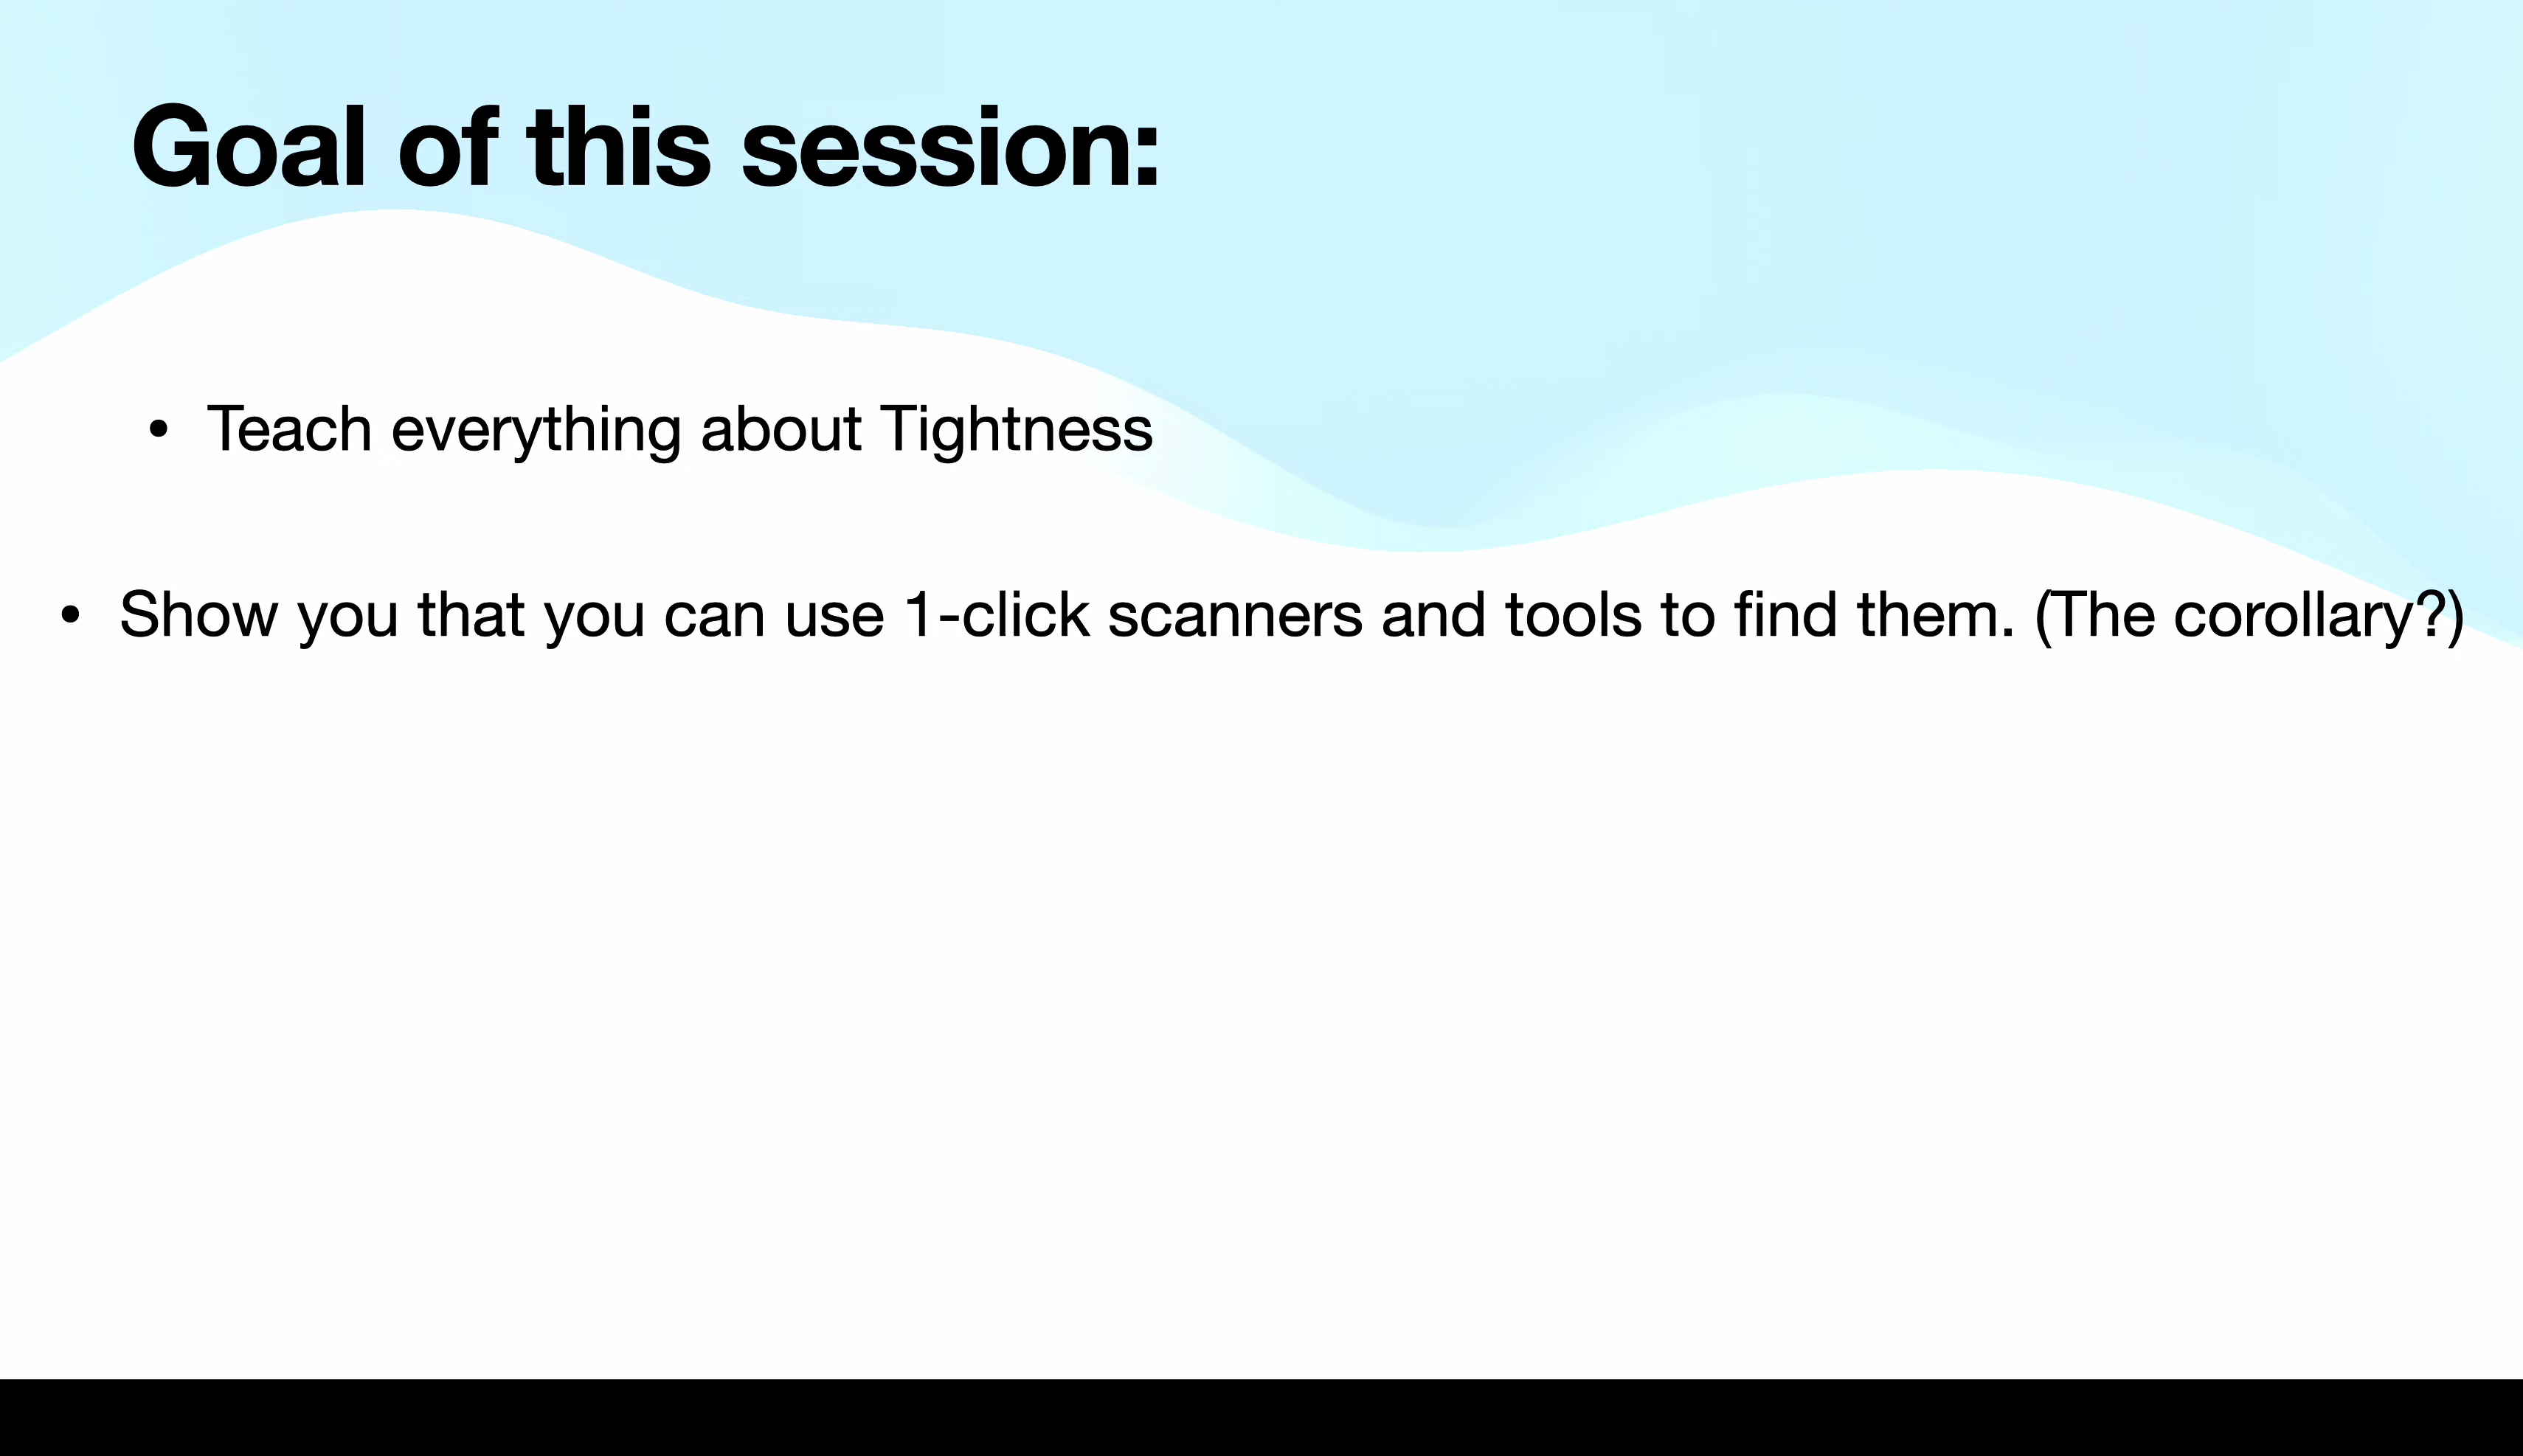 Goal of this session:
• Teach everything about Tightness
• Show you that you can use 1-click scanners and tools to find them. (The corollary?)